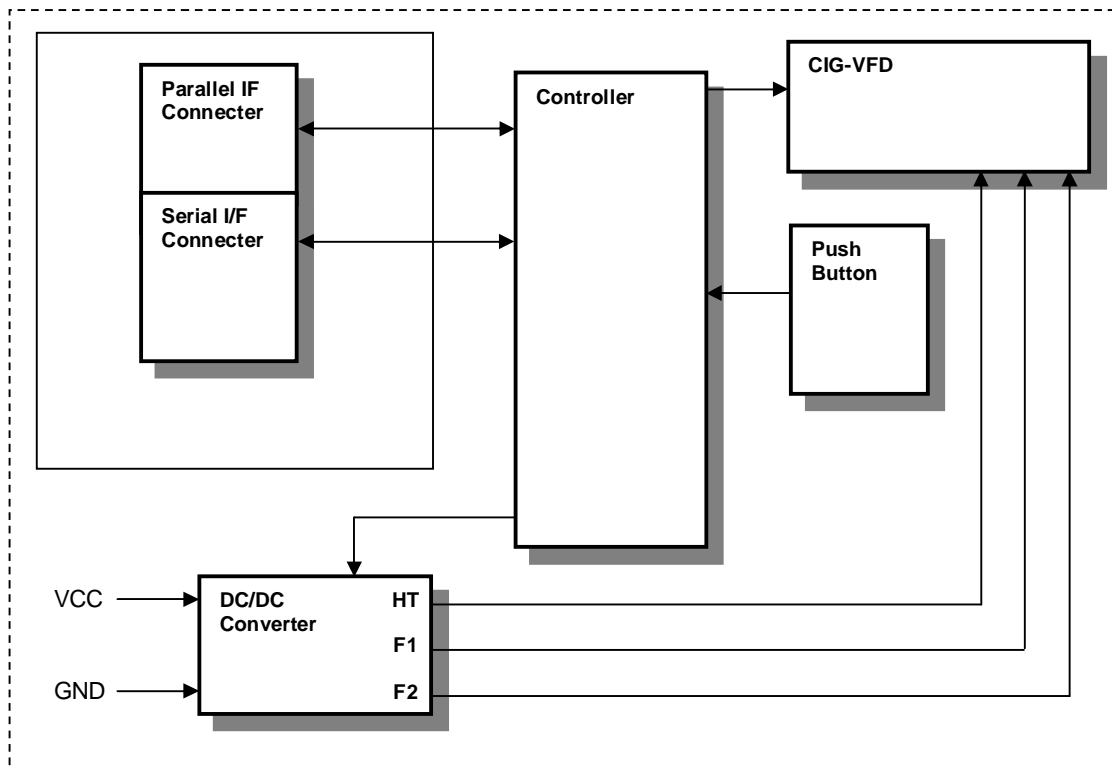 Parallel IF
Connecter
Serial I/F
Connecter
Controller
CIG-VFD
Push
Button
VCC
GND
DC/DC
Converter
HT
F1
F2